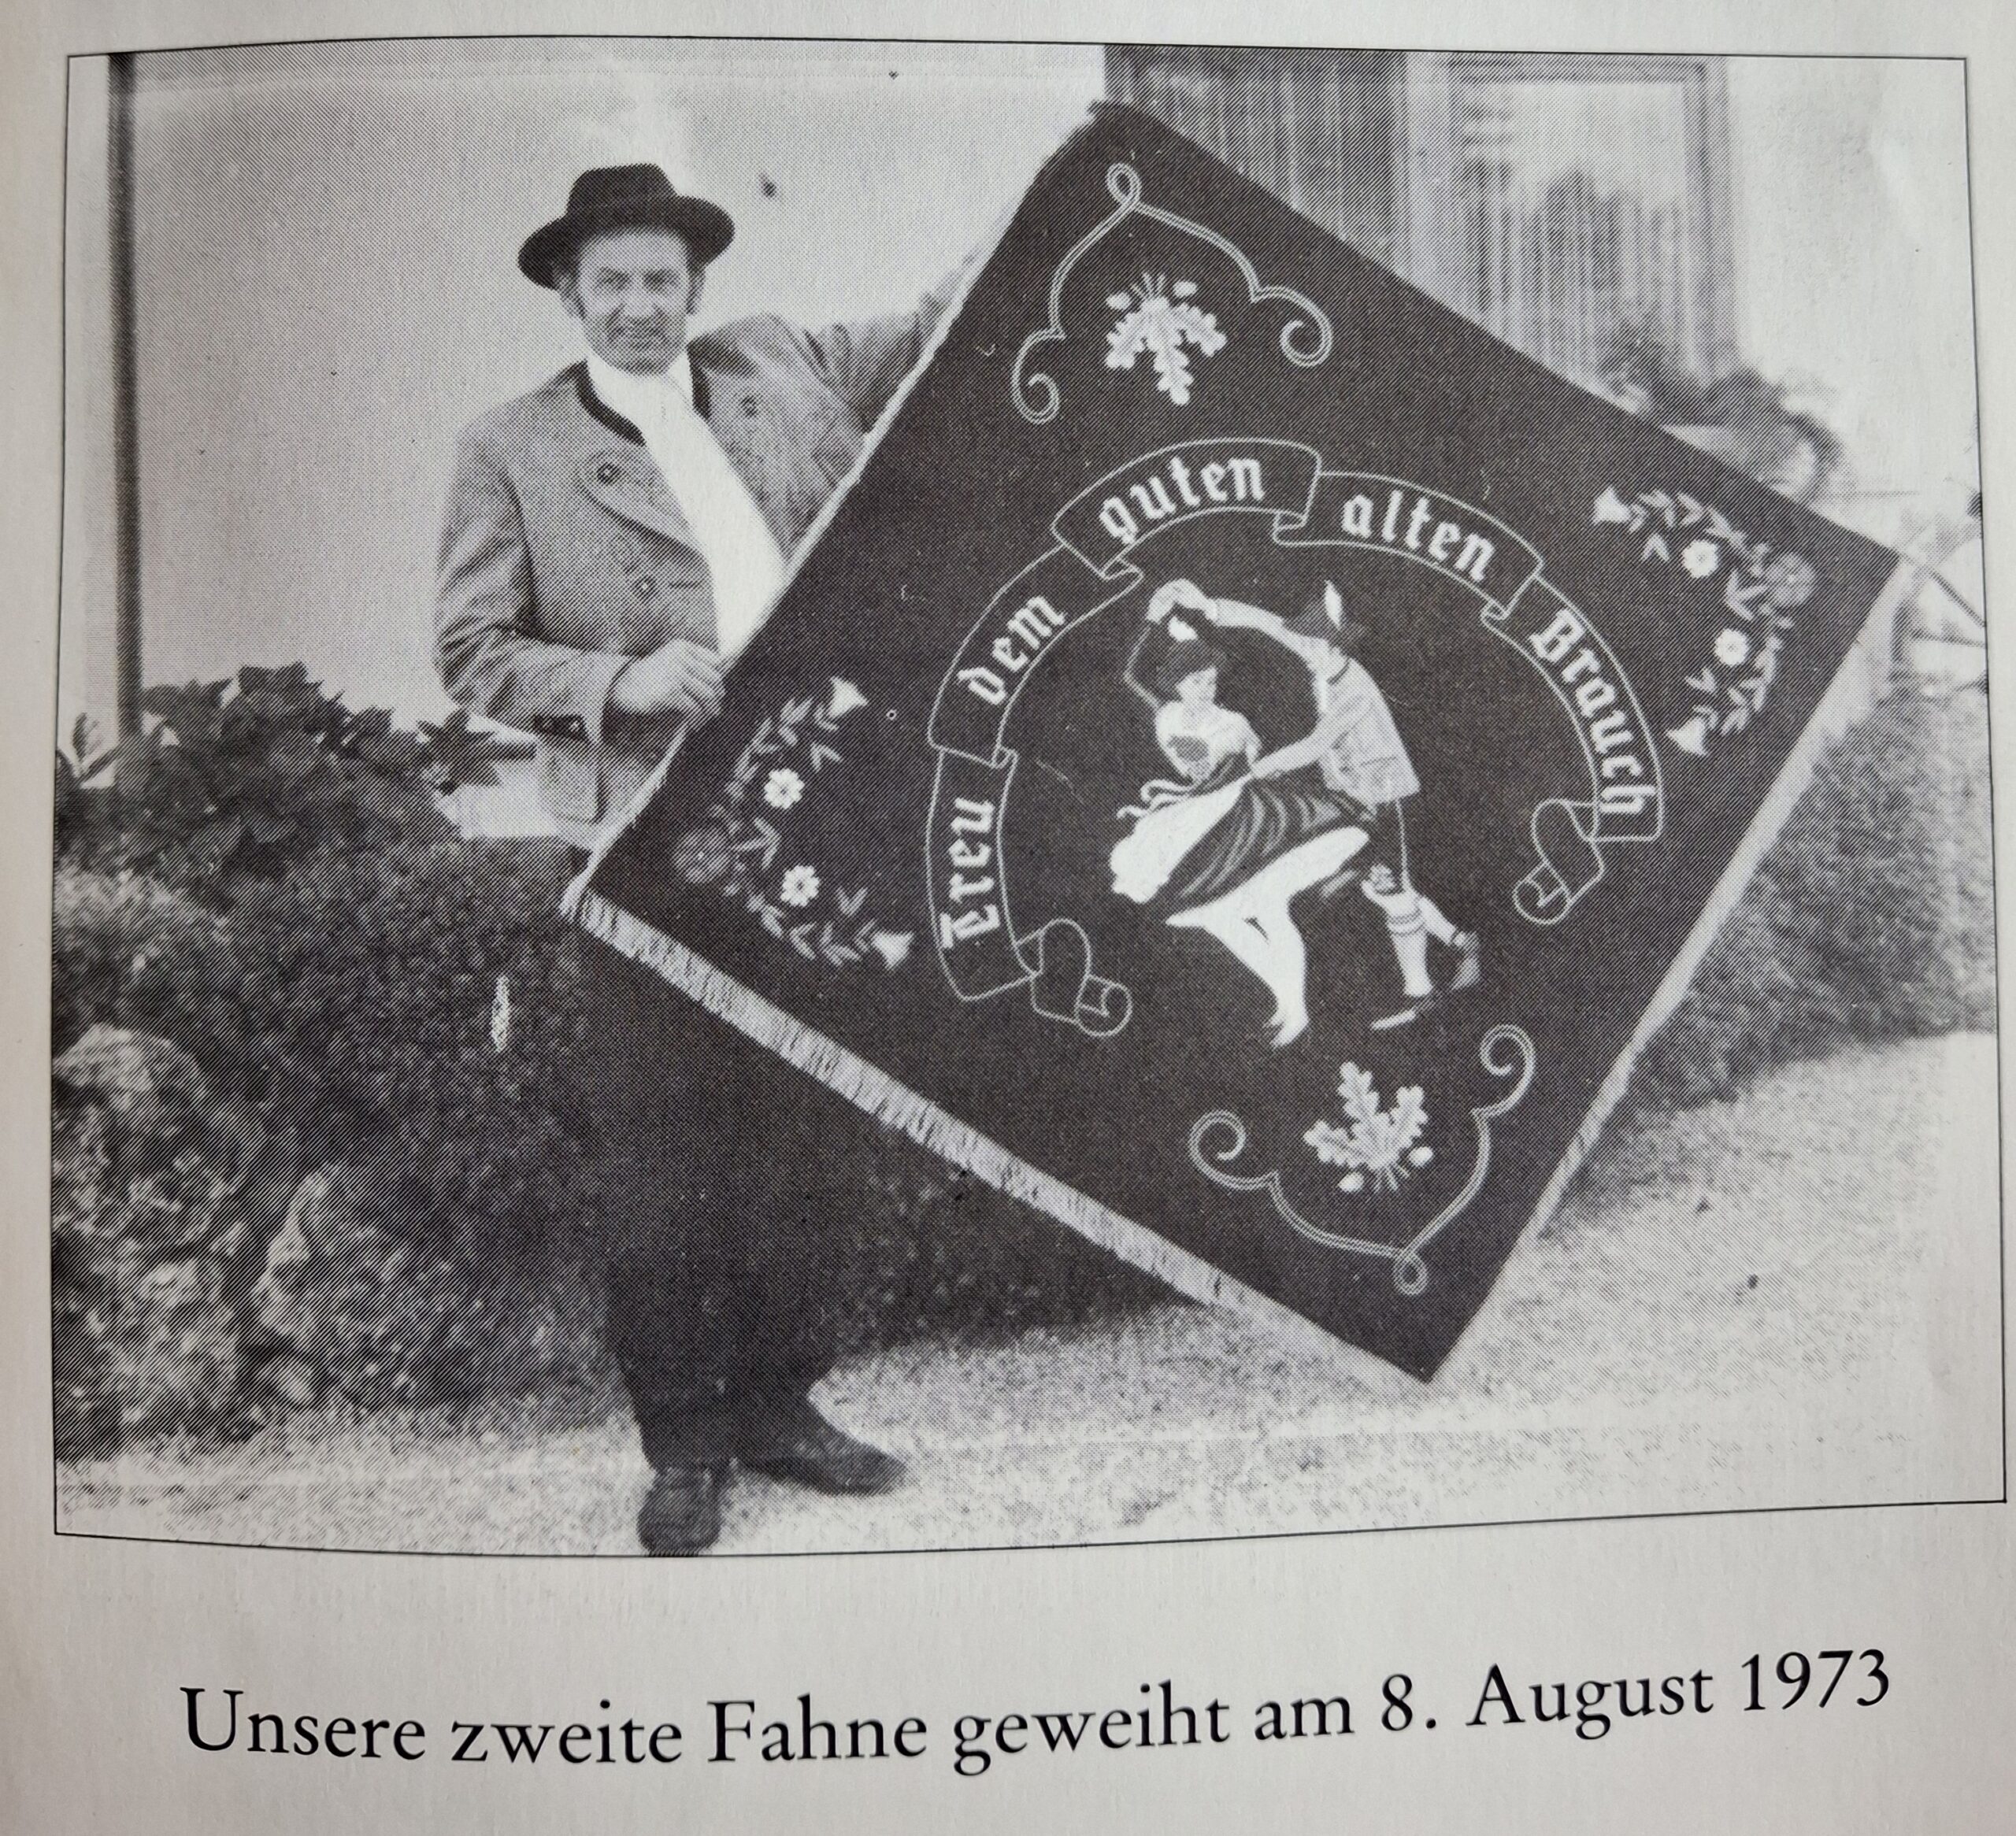 Treu dem guten alten Brauch
Unsere zweite Fahne geweiht am 8. August 1973